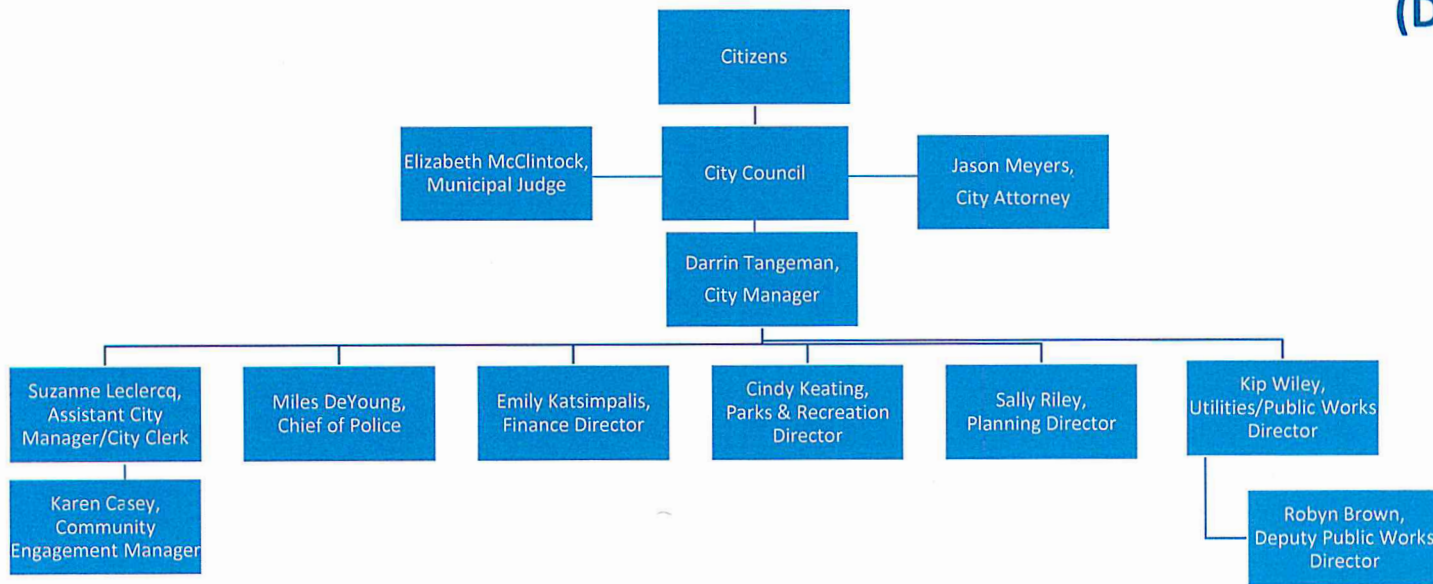 (D
Citizens
Elizabeth McClintock,
Municipal Judge
City Council
Jason Meyers,
City Attorney
Darrin Tangeman,
City Manager
Suzanne Leclercq,
Assistant City
Manager/City Clerk
Miles DeYoung,
Chief of Police
Emily Katsimpalis,
Finance Director
Cindy Keating,
Parks & Recreation
Director
Sally Riley,
Planning Director
Kip Wiley,
Utilities/Public Works
Director
Karen Casey,
Community
Engagement Manager
Robyn Brown,
Deputy Public Works
Director